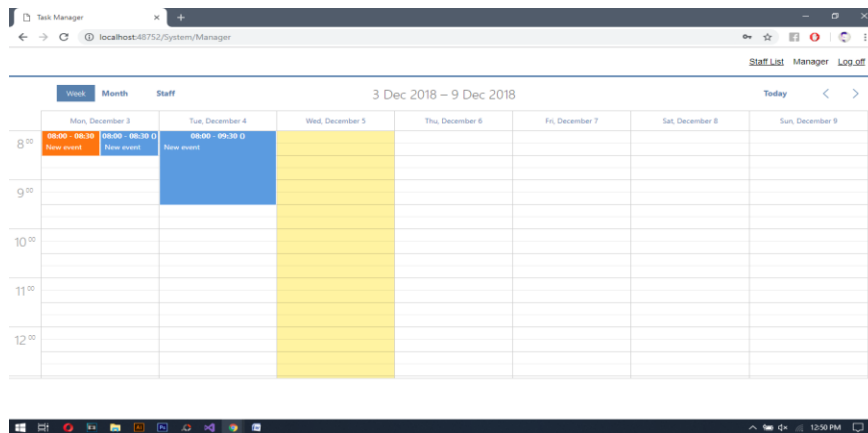 Task Manager
localhost:48752/System/Manager
Staff List Manager Log off
Week Month Staff 3 Dec 2018 – 9 Dec 2018 Today
Mon, December 3 Tue, December 4 Wed, December 5 Thu, December 6 Fri, December 7 Sat, December 8 Sun, December 9
8 00 08:00 - 08:30 08:00 - 08:30 () 08:00 - 09:30 ()
New event New event New event
9 00
10 00
11 00
12 00
12:50 PM